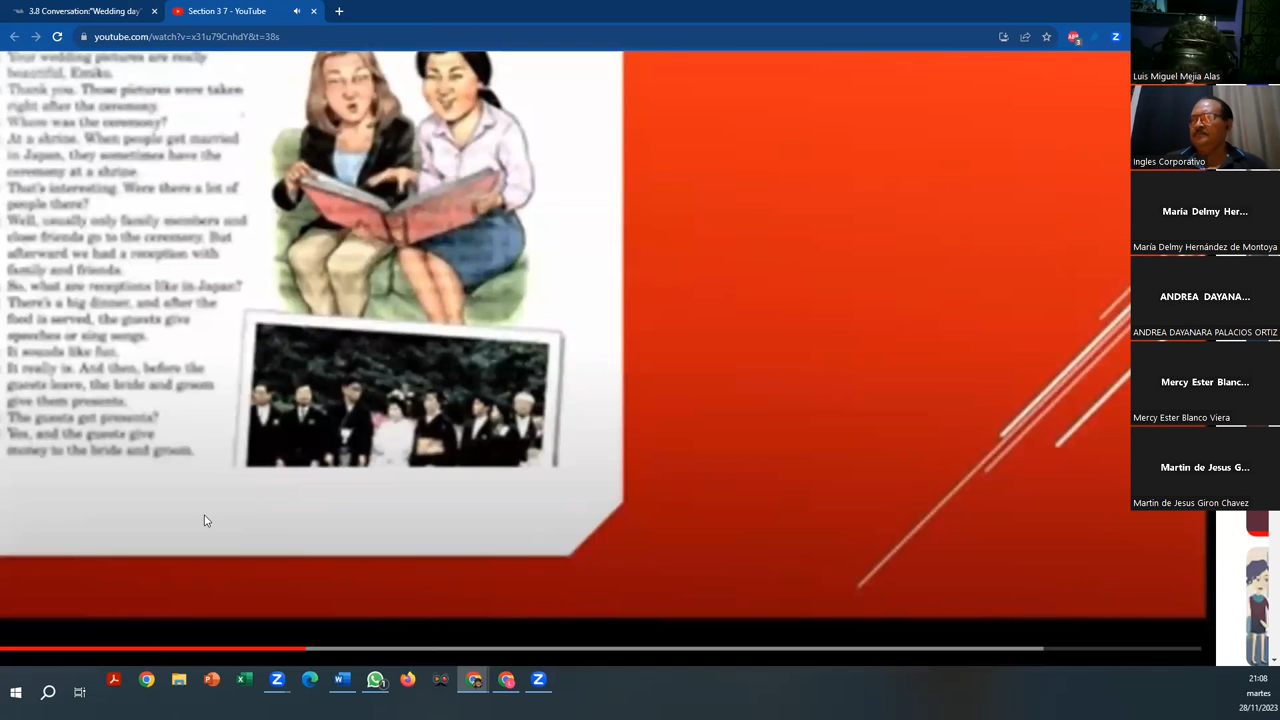 3.8 Conversation:"Wedding day"
Section 3 7 - YouTube
youtube.com/watch?v=x31u79CnhdY&t=38s
3
Your wedding pictures are really
beautiful, Emiko.
Thank you. Those pictures were taken
right after the ceremony.
Where was the ceremony?
At a shrine. When people get married
in Japan, they sometimes have the
ceremony at a shrine.
That's interesting. Were there a lot of
people there?
Well, usually only family members and
close friends go to the ceremony. But
afterward we had a reception with
family and friends.
So, what are receptions like in Japan?
There's a big dinner, and after the
food is served, the guests give
speeches or sing songs.
It sounds like fun.
It really is. And then, before the
guests leave, the bride and groom
give them presents.
The guests get presents?
Yes, and the guests give
money to the bride and groom.
Luis Miguel Mejia Alas
Ingles Corporativo
María Delmy Her...
María Delmy Hernández de Montoya
ANDREA DAYANA...
ANDREA DAYANARA PALACIOS ORTIZ
Mercy Ester Blanc...
Mercy Ester Blanco Viera
Martin de Jesus G...
Martin de Jesus Giron Chavez
21:08
martes
28/11/2023